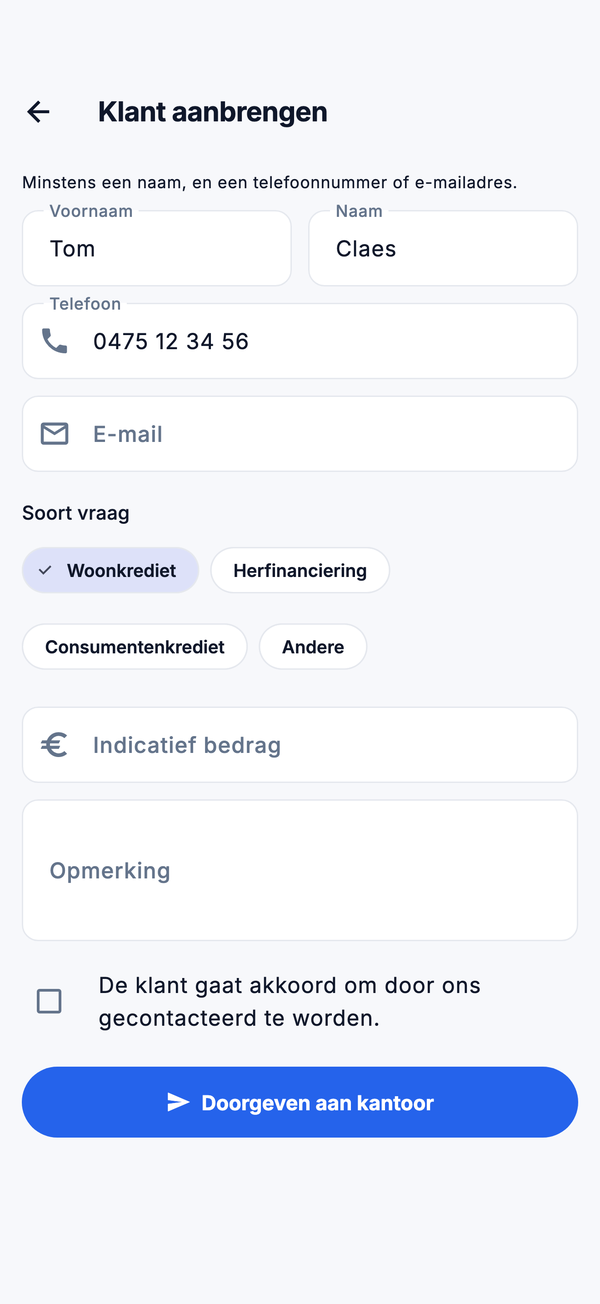 Klant aanbrengen
Minstens een naam, en een telefoonnummer of e-mailadres.
Voornaam
Tom
Naam
Claes
Telefoon
0475 12 34 56
E-mail
Soort vraag
Woonkrediet
Herfinanciering
Consumentenkrediet
Andere
€ Indicatief bedrag
Opmerking
De klant gaat akkoord om door ons
gecontacteerd te worden.
Doorgeven aan kantoor